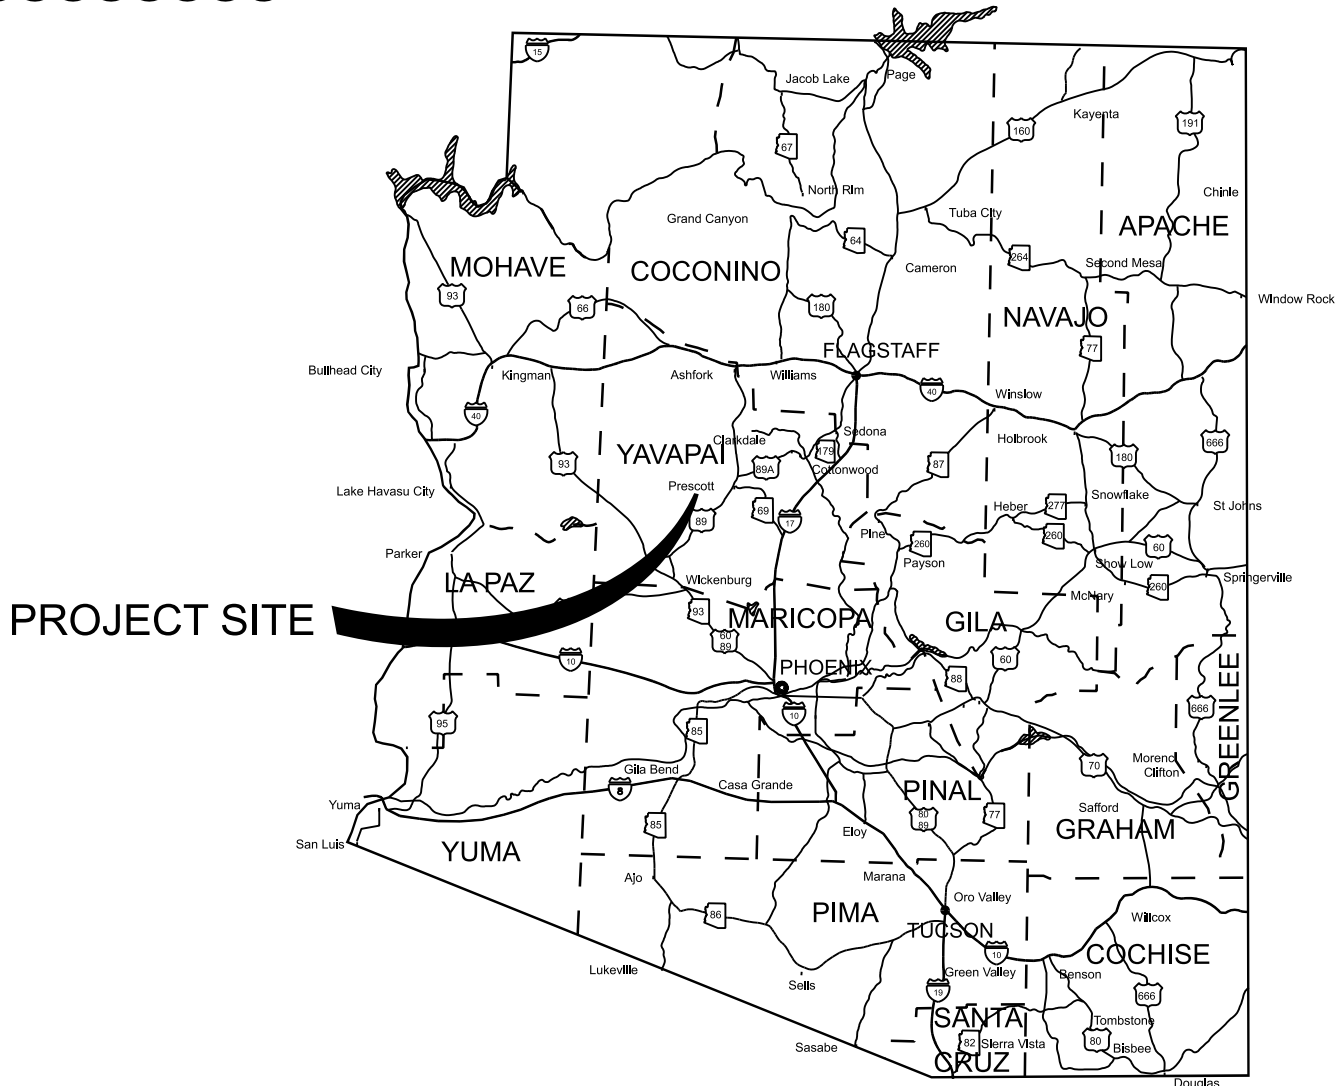 15
Jacob Lake
Page
67
160
Kayenta
191
North RIm
Chinle
Grand Canyon
Tuba City
APACHE
64
264
Second Mesa
MOHAVE
COCONINO
Cameron
93
66
180
NAVAJO
Window Rock
77
FLAGSTAFF
Bullhead City
Kingman
Ashfork
Williams
40
40
Winslow
Sedona
Holbrook
666
Clarkdale
179
YAVAPAI
93
89A
Cottonwood
87
180
Prescott
Lake Havasu City
69
89
17
Heber
277
Snowflake
St Johns
Pine
260
260
60
Parker
Payson
Show Low
Springerville
LA PAZ
Wickenburg
260
McNary
93
PROJECT SITE
MARICOPA
GILA
60
89
10
PHOENIX
60
88
GREENLEE
666
95
85
10
Gila Bend
70
Morenci
Clifton
8
Casa Grande
PINAL
Yuma
Safford
80
89
77
85
Eloy
GRAHAM
San Luis
YUMA
Ajo
Marana
Oro Valley
86
PIMA
Willcox
TUCSON
10
COCHISE
Lukeville
Green Valley
Benson
Sells
19
666
SANTA
CRUZ
Tombstone
82
Sierra Vista
80
Bisbee
Sasabe
Douglas